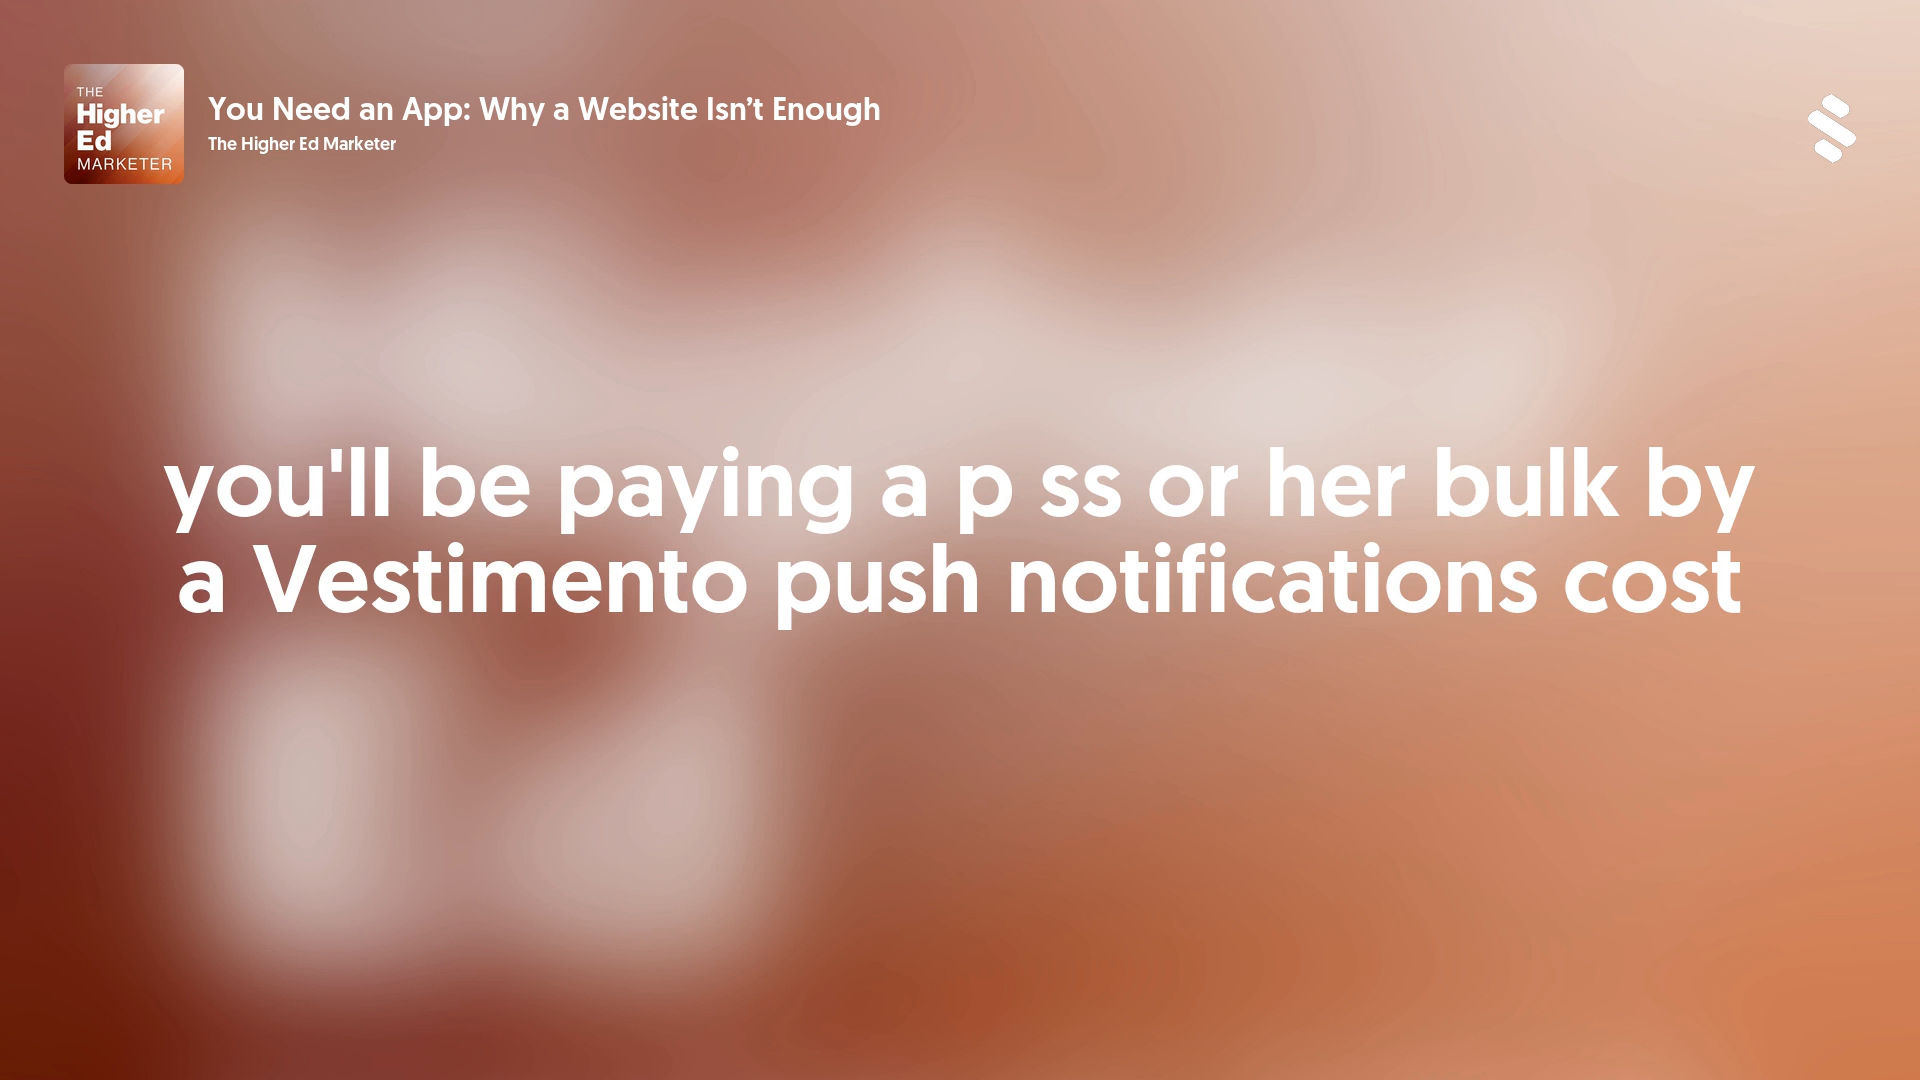 THE
Higher
Ed
MARKETER
You Need an App: Why a Website Isn’t Enough
The Higher Ed Marketer
you'll be paying a p ss or her bulk by
a Vestimento push notifications cost